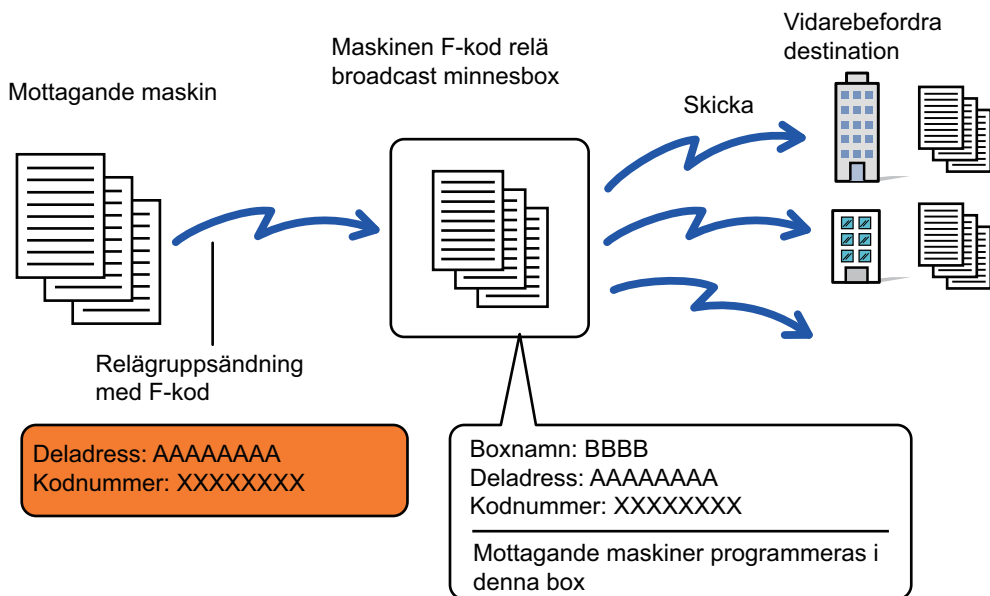 Mottagande maskin
Maskinen F-kod relä
broadcast minnesbox
Vidarebefordra
destination
Skicka
Relägruppsändning
med F-kod
Deladress: AAAAAAAA
Kodnummer: XXXXXXXX
Boxnamn: BBBB
Deladress: AAAAAAAA
Kodnummer: XXXXXXXX
Mottagande maskiner programmeras i
denna box